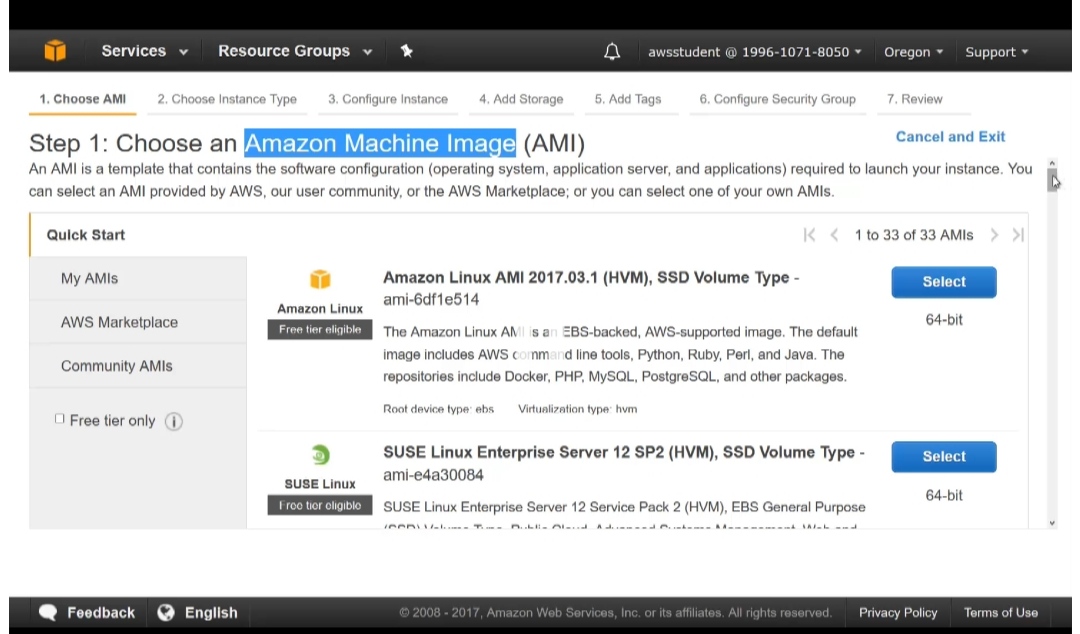 Services Resource Groups awsstudent @ 1996-1071-8050 Oregon Support
1. Choose AMI 2. Choose Instance Type 3. Configure Instance 4. Add Storage 5. Add Tags 6. Configure Security Group 7. Review
Step 1: Choose an Amazon Machine Image (AMI)
Cancel and Exit
An AMI is a template that contains the software configuration (operating system, application server, and applications) required to launch your instance. You
can select an AMI provided by AWS, our user community, or the AWS Marketplace; or you can select one of your own AMIs.
Quick Start
1 to 33 of 33 AMIs
My AMIs
AWS Marketplace
Community AMIs
Free tier only
Amazon Linux
Free tier eligible
Amazon Linux AMI 2017.03.1 (HVM), SSD Volume Type -
ami-6df1e514
Select
64-bit
The Amazon Linux AMI is an EBS-backed, AWS-supported image. The default
image includes AWS command line tools, Python, Ruby, Perl, and Java. The
repositories include Docker, PHP, MySQL, PostgreSQL, and other packages.
Root device type: ebs Virtualization type: hvm
SUSE Linux
Free tier eligible
SUSE Linux Enterprise Server 12 SP2 (HVM), SSD Volume Type -
ami-e4a30084
Select
64-bit
SUSE Linux Enterprise Server 12 Service Pack 2 (HVM), EBS General Purpose
(SSD) Volume Type, Public Cloud, Advanced Systems Management, Web and
Feedback English © 2008 - 2017, Amazon Web Services, Inc. or its affiliates. All rights reserved. Privacy Policy Terms of Use